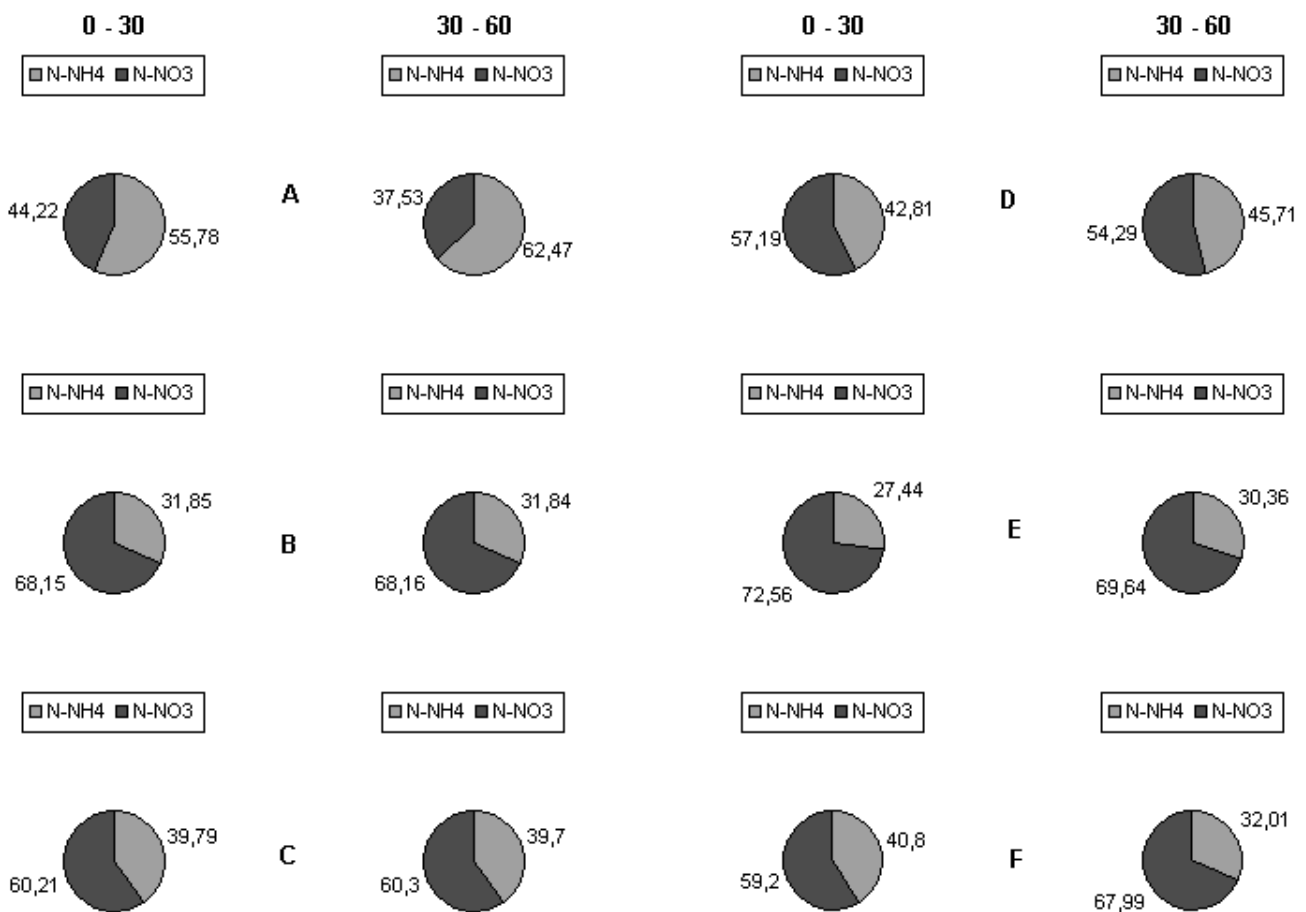 0 - 30 30 - 60 0 - 30 30 - 60
N-NH4 N-NO3 N-NH4 N-NO3 N-NH4 N-NO3 N-NH4 N-NO3
44,22 55,78 A 37,53 62,47 57,19 42,81 D 54,29 45,71
N-NH4 N-NO3 N-NH4 N-NO3 N-NH4 N-NO3 N-NH4 N-NO3
31,85 31,84 27,44 30,36
B E
68,15 68,16 72,56 69,64
N-NH4 N-NO3 N-NH4 N-NO3 N-NH4 N-NO3 N-NH4 N-NO3
39,79 39,7 40,8 32,01
C F
60,21 60,3 59,2 67,99